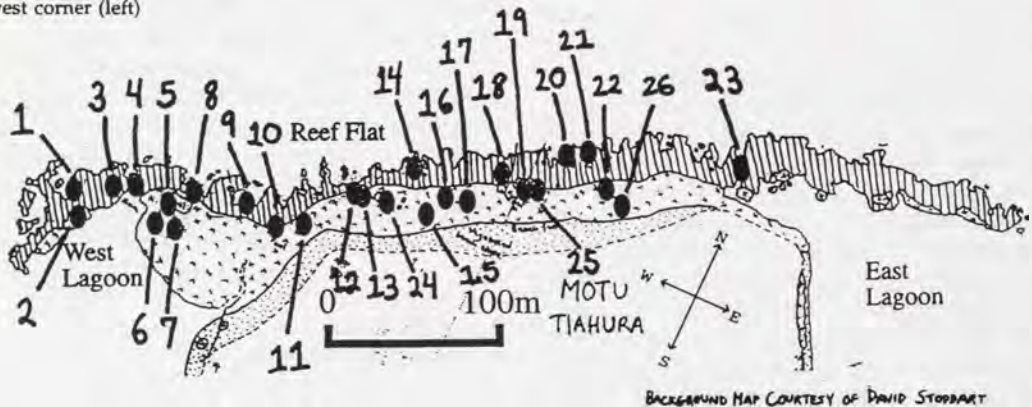 est corner (left)
19
21
17
18
20
8
5
14
16
22
26
23
3
4
9
1
10
Reef Flat
West
Lagoon
2
6
7
11
12
13
24
15
25
0
100m
MOTU
TIAHURA
N
W
E
S
East
Lagoon
BACKGROUND MAP COURTESY OF DAVID STODDART